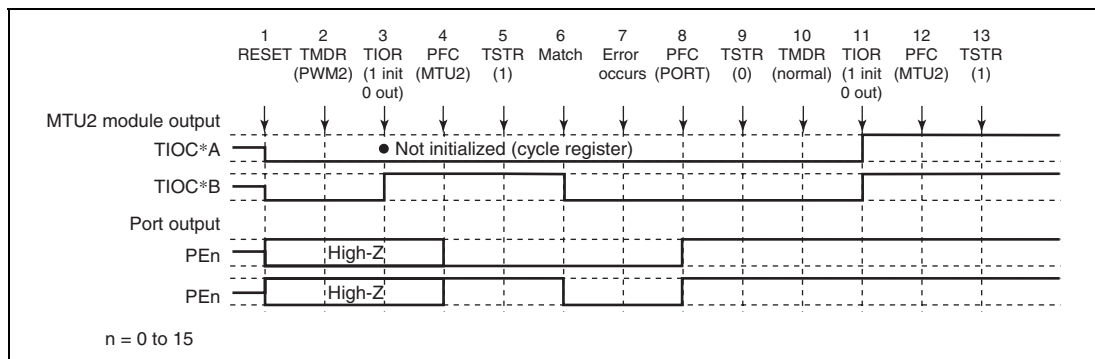 1 2 3 4 5 6 7 8 9 10 11 12 13
RESET TMDR TIOR PFC TSTR Match Error PFC TSTR TMDR TIOR PFC TSTR
(PWM2) (1 init (MTU2) (1) occurs (PORT) (0) (normal) (1 init (MTU2) (1)
0 out) 0 out)
MTU2 module output
TIOC*A ● Not initialized (cycle register)
TIOC*B
Port output
PEn High-Z
PEn High-Z
n = 0 to 15